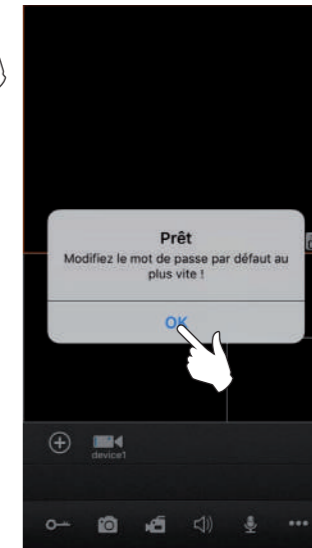 Prêt
Modifiez le mot de passe par défaut au
plus vite !
OK
device1